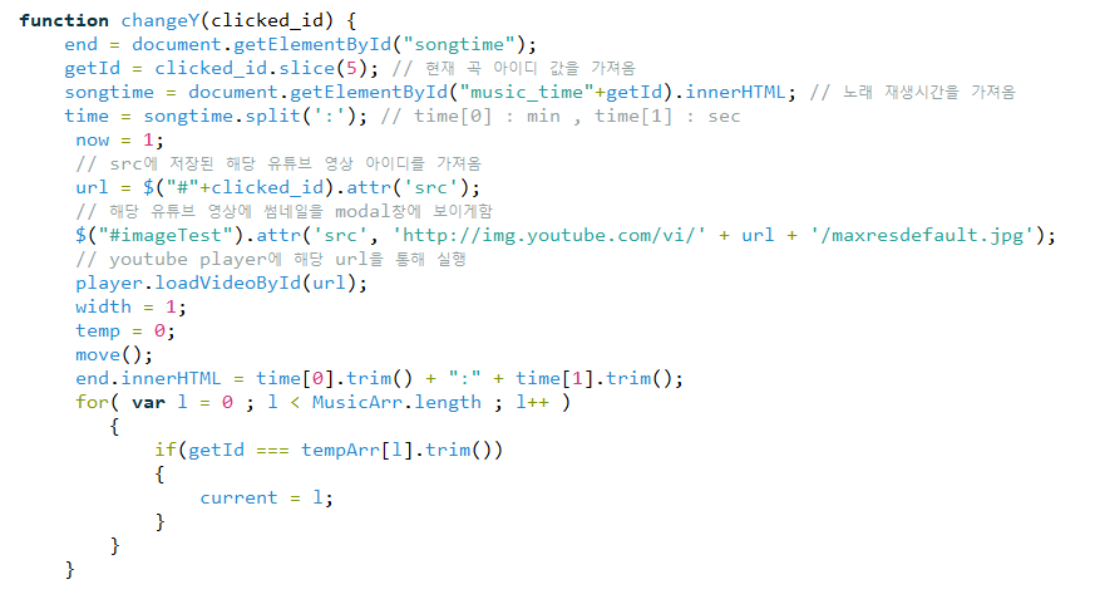 function changeY(clicked_id) {
end = document.getElementById("songtime");
getId = clicked_id.slice(5); // 현재 곡 아이디 값을 가져옴
songtime = document.getElementById("music_time"+getId).innerHTML; // 노래 재생시간을 가져옴
time = songtime.split(':'); // time[0] : min , time[1] : sec
now = 1;
// src에 저장된 해당 유튜브 영상 아이디를 가져옴
url = $("#"+clicked_id).attr('src');
// 해당 유튜브 영상에 썸네일을 modal창에 보이게함
$("#imageTest").attr('src', 'http://img.youtube.com/vi/' + url + '/maxresdefault.jpg');
// youtube player에 해당 url을 통해 실행
player.loadVideoById(url);
width = 1;
temp = 0;
move();
end.innerHTML = time[0].trim() + ":" + time[1].trim();
for( var l = 0 ; l < MusicArr.length ; l++ )
{
if(getId === tempArr[l].trim())
{
current = l;
}
}
}